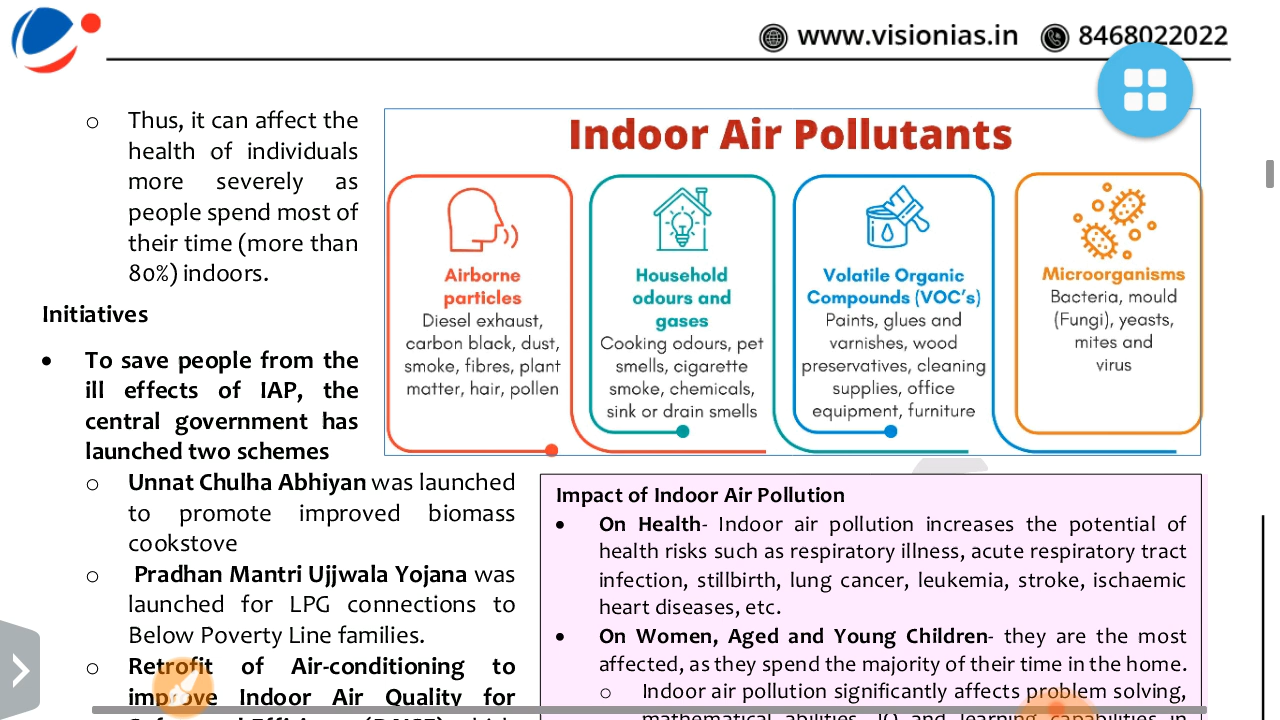 www.visionias.in 8468022022
Thus, it can affect the
health of individuals
more severely as
people spend most of
their time (more than
80%) indoors.
Initiatives
To save people from the
ill effects of IAP, the
central government has
launched two schemes
Unnat Chulha Abhiyan was launched
to promote improved biomass
cookstove
Pradhan Mantri Ujjwala Yojana was
launched for LPG connections to
Below Poverty Line families.
Retrofit of Air-conditioning to
improve Indoor Air Quality for
Indoor Air Pollutants
Airborne
particles
Diesel exhaust,
carbon black, dust,
smoke, fibres, plant
matter, hair, pollen
Household
odours and
gases
Cooking odours, pet
smells, cigarette
smoke, chemicals,
sink or drain smells
Volatile Organic
Compounds (VOC's)
Paints, glues and
varnishes, wood
preservatives, cleaning
supplies, office
equipment, furniture
Microorganisms
Bacteria, mould
(Fungi), yeasts,
mites and
virus
Impact of Indoor Air Pollution
On Health- Indoor air pollution increases the potential of
health risks such as respiratory illness, acute respiratory tract
infection, stillbirth, lung cancer, leukemia, stroke, ischaemic
heart diseases, etc.
On Women, Aged and Young Children- they are the most
affected, as they spend the majority of their time in the home.
Indoor air pollution significantly affects problem solving,
mathematical abilities, IQ and learning capabilities in